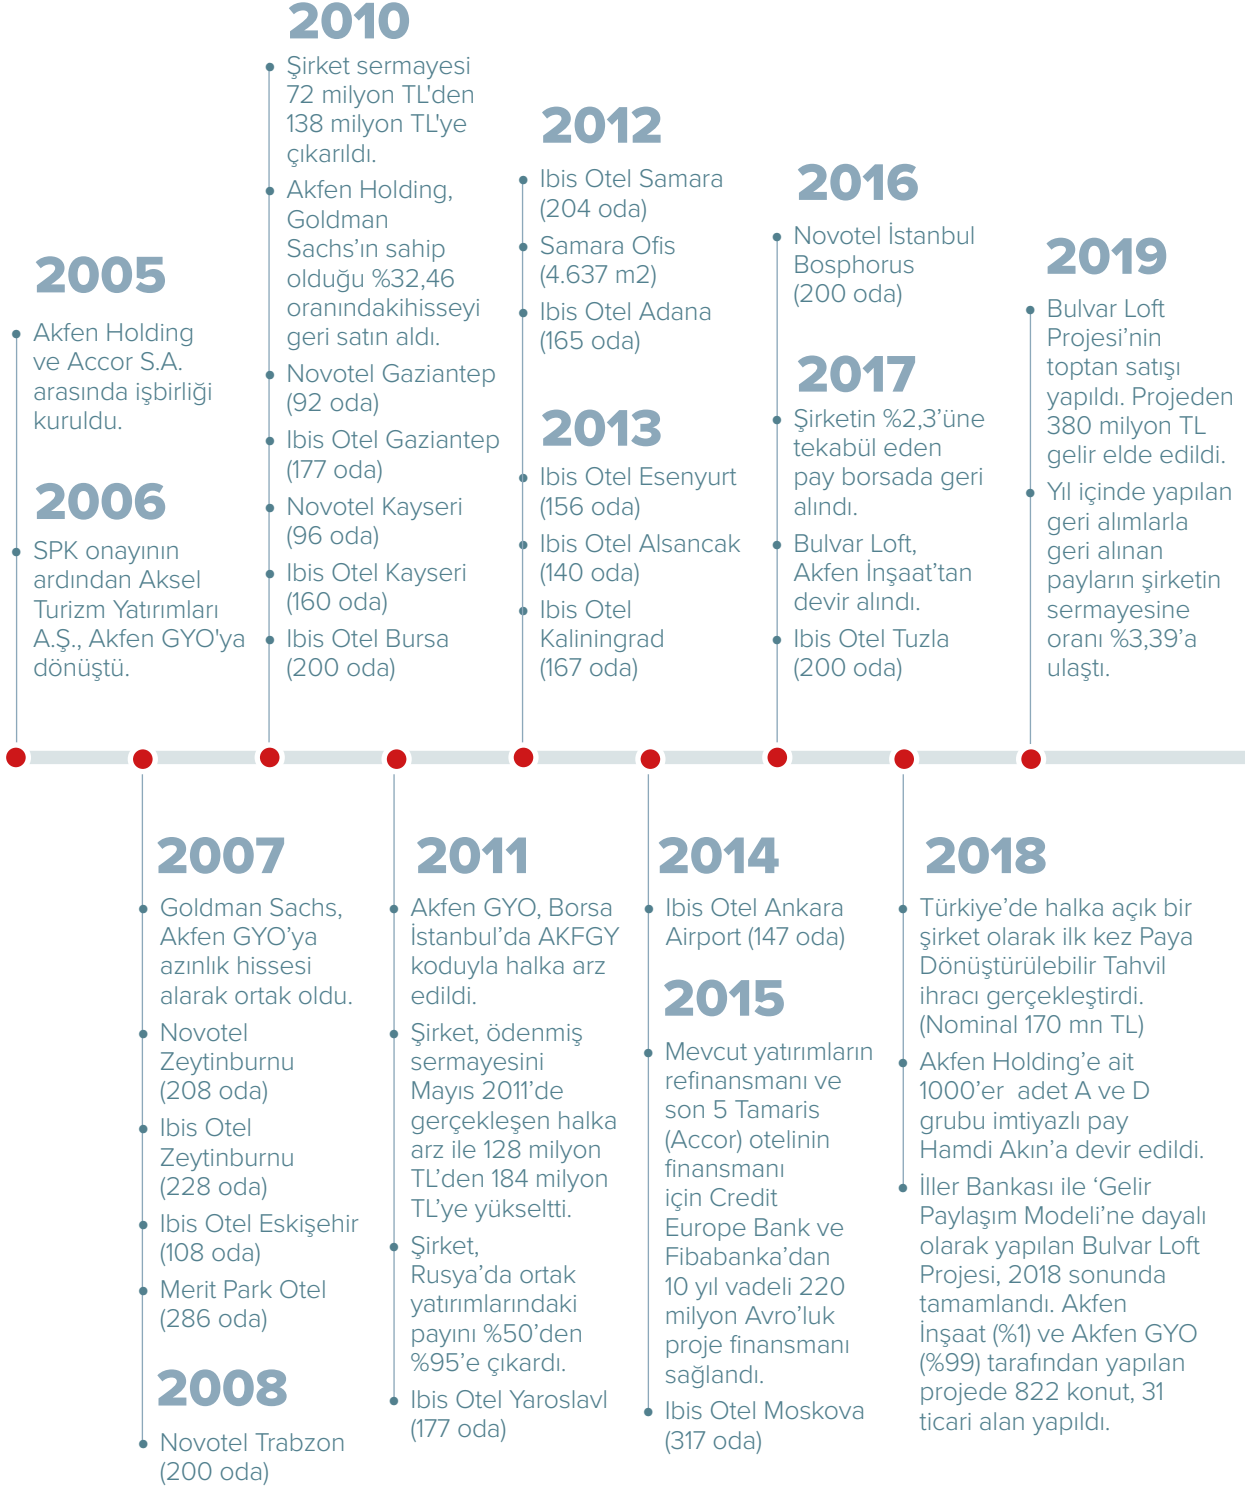 2005
Akfen Holding
ve Accor S.A.
arasında işbirliği
kuruldu.
2006
SPK onayının
ardından Aksel
Turizm Yatırımları
A.Ş., Akfen GYO'ya
dönüştü.
2007
Goldman Sachs,
Akfen GYO’ya
azınlık hissesi
alarak ortak oldu.
Novotel
Zeytinburnu
(208 oda)
Ibis Otel
Zeytinburnu
(228 oda)
Ibis Otel Eskişehir
(108 oda)
Merit Park Otel
(286 oda)
2008
Novotel Trabzon
(200 oda)
2010
Şirket sermayesi
72 milyon TL'den
138 milyon TL'ye
çıkarıldı.
Akfen Holding,
Goldman
Sachs’ın sahip
olduğu %32,46
oranındakihisseyi
geri satın aldı.
Novotel Gaziantep
(92 oda)
Ibis Otel Gaziantep
(177 oda)
Novotel Kayseri
(96 oda)
Ibis Otel Kayseri
(160 oda)
Ibis Otel Bursa
(200 oda)
2011
Akfen GYO, Borsa
İstanbul’da AKFGY
koduyla halka arz
edildi.
Şirket, ödenmiş
sermayesini
Mayıs 2011’de
gerçekleşen halka
arz ile 128 milyon
TL’den 184 milyon
TL’ye yükseltti.
Şirket,
Rusya’da ortak
yatırımlarındaki
payını %50’den
%95’e çıkardı.
Ibis Otel Yaroslavl
(177 oda)
2012
Ibis Otel Samara
(204 oda)
Samara Ofis
(4.637 m2)
Ibis Otel Adana
(165 oda)
2013
Ibis Otel Esenyurt
(156 oda)
Ibis Otel Alsancak
(140 oda)
Ibis Otel
Kaliningrad
(167 oda)
2014
Ibis Otel Ankara
Airport (147 oda)
2015
Mevcut yatırımların
refinansmanı ve
son 5 Tamaris
(Accor) otelinin
finansmanı
için Credit
Europe Bank ve
Fibabanka’dan
10 yıl vadeli 220
milyon Avro’luk
proje finansmanı
sağlandı.
Ibis Otel Moskova
(317 oda)
2016
Novotel İstanbul
Bosphorus
(200 oda)
2017
Şirketin %2,3’üne
tekabül eden
pay borsada geri
alındı.
Bulvar Loft,
Akfen İnşaat’tan
devir alındı.
Ibis Otel Tuzla
(200 oda)
2018
Türkiye’de halka açık bir
şirket olarak ilk kez Paya
Dönüştürülebilir Tahvil
ihracı gerçekleştirdi.
(Nominal 170 mn TL)
Akfen Holding’e ait
1000’er  adet A ve D
grubu imtiyazlı pay
Hamdi Akın’a devir edildi.
İller Bankası ile ‘Gelir
Paylaşım Modeli’ne dayalı
olarak yapılan Bulvar Loft
Projesi, 2018 sonunda
tamamlandı. Akfen
İnşaat (%1) ve Akfen GYO
(%99) tarafından yapılan
projede 822 konut, 31
ticari alan yapıldı.
2019
Bulvar Loft
Projesi’nin
toptan satışı
yapıldı. Projeden
380 milyon TL
gelir elde edildi.
Yıl içinde yapılan
geri alımlarla
geri alınan
payların şirketin
sermayesine
oranı %3,39’a
ulaştı.